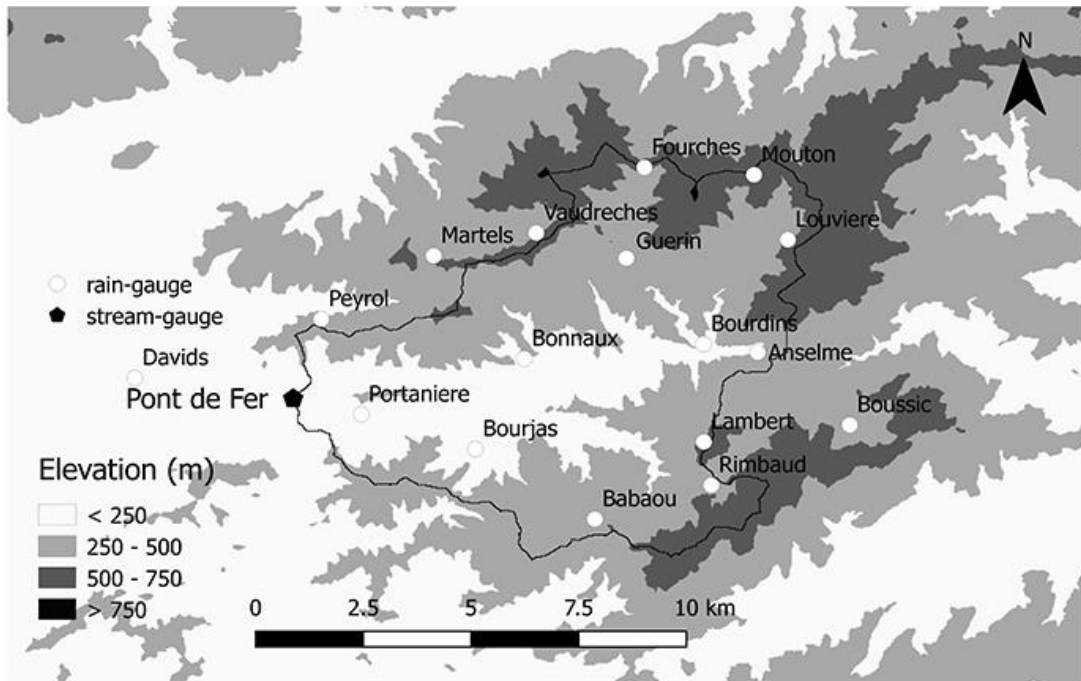 N
Fourches
Mouton
Vaudreches
Louviere
Martels
Guerin
rain-gauge
Peyrol
stream-gauge
Bourdins
Bonnaux
Anselme
Davids
Pont de Fer
Portaniere
Boussic
Bourjas
Lambert
Elevation (m)
Rimbaud
Babaou
< 250
250 - 500
500 - 750
> 750
0 2.5 5 7.5 10 km